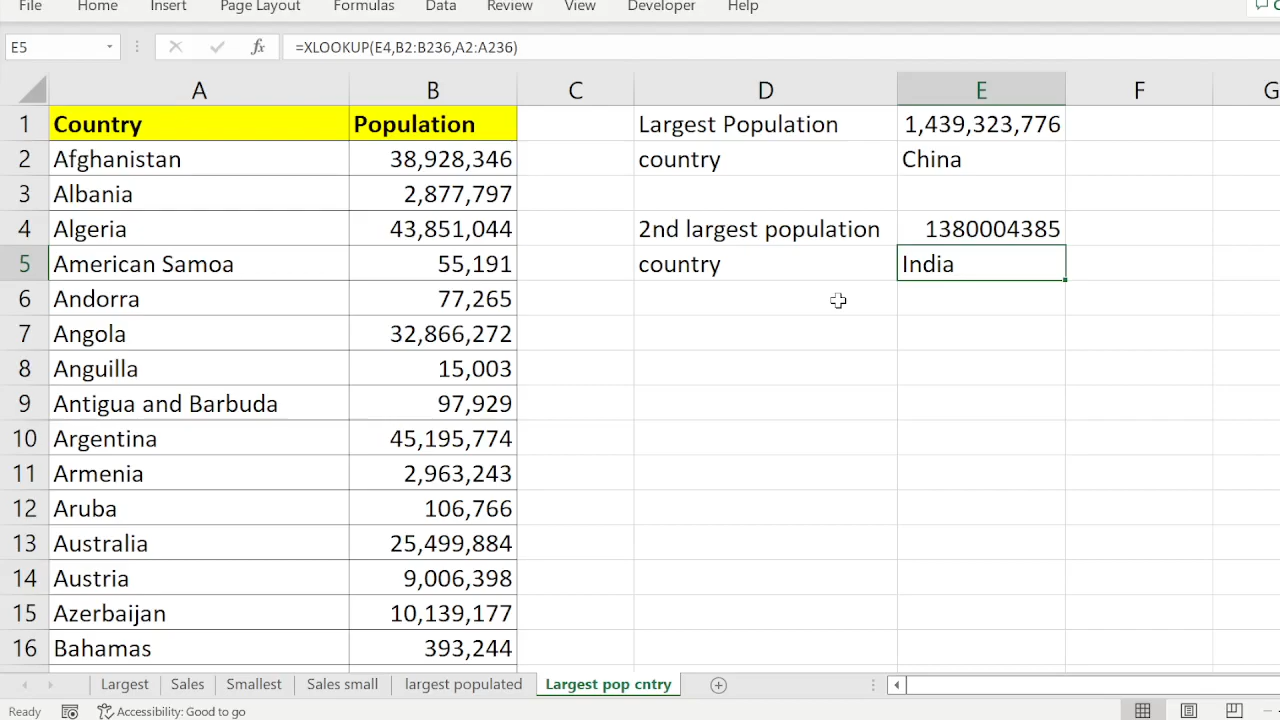 File Home Insert Page Layout Formulas Data Review View Developer Help
E5 fx =XLOOKUP(E4,B2:B236,A2:A236)
A B C D E F G
1 Country Population Largest Population 1,439,323,776
2 Afghanistan 38,928,346 country China
3 Albania 2,877,797
4 Algeria 43,851,044 2nd largest population 1380004385
5 American Samoa 55,191 country India
6 Andorra 77,265
7 Angola 32,866,272
8 Anguilla 15,003
9 Antigua and Barbuda 97,929
10 Argentina 45,195,774
11 Armenia 2,963,243
12 Aruba 106,766
13 Australia 25,499,884
14 Austria 9,006,398
15 Azerbaijan 10,139,177
16 Bahamas 393,244
Largest Sales Smallest Sales small largest populated Largest pop cntry
Ready Accessibility: Good to go